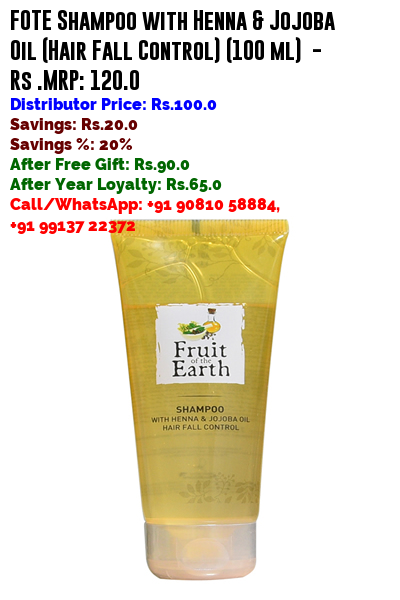 FOTE Shampoo with Henna & Jojoba
Oil (Hair Fall Control) (100 ml) -
Rs .MRP: 120.0
Distributor Price: Rs.100.0
Savings: Rs.20.0
Savings %: 20%
After Free Gift: Rs.90.0
After Year Loyalty: Rs.65.0
Call/WhatsApp: +91 90810 58884,
+91 99137 22372
Fruit
of the
Earth
SHAMPOO
WITH HENNA & JOJOBA OIL
HAIR FALL CONTROL